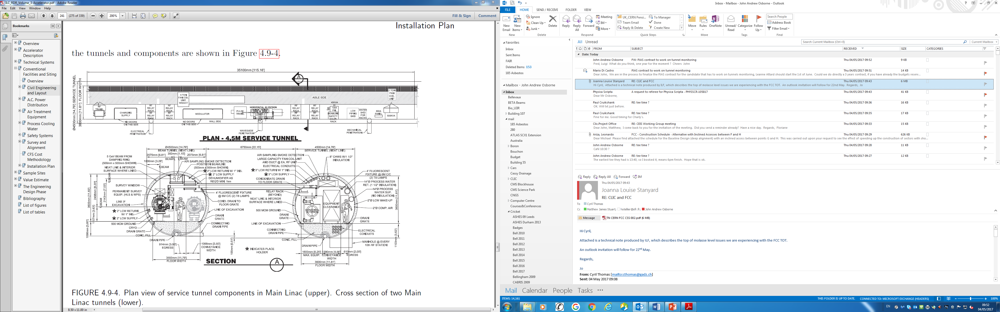 ILC_RDR_Volume_3-Accelerator.pdf - Adobe Reader
File Edit View Window Help
241 (275 of 339) 200% Fill & Sign Comment
Bookmarks
Overview
Accelerator
Description
Technical Systems
Conventional
Facilities and Siting
Overview
Civil Engineering
and Layout
A.C. Power
Distribution
Air Treatment
Equipment
Process Cooling
Water
Safety Systems
Survey and
Alignment
CFS Cost
Methodology
Installation Plan
Sample Sites
Value Estimate
The Engineering
Design Phase
Bibliography
List of figures
List of tables
Installation Plan
the tunnels and components are shown in Figure 4.9-4.
35100mm [115.16']
Ø4500mm [14.76'] SERVICE TUNNEL
3600mm [11.81'] FLOOR WIDTH
A
5 TON
FAN COIL
UNIT
W/DUCT
AISLE SIDE
2 TON
FAN
COIL
UNIT
RF
TRANS.
CHARGING
SUPPLY
RF
RELAY
RACK
RF
RELAY
RACK
RF
RELAY
RACK
RF
RELAY
RACK
MODULATOR
PULSE
TRANS.
HORIZONTAL KLYSTRON
RF
RELAY
RACK
RF
RELAY
RACK
RF
RELAY
RACK
RF
RELAY
RACK
45KVA
RF
100A
PNL.
BEAMLINE
SAFETY
EQUIP.
RACK
LCW
PIPING
SKID
WATER
SKID
FOR
RACKS
800A
PANEL
500KVA
NO DOORS
ON THIS SIDE
NO DOORS
ON THIS SIDE
WALL SIDE
ELECTRICAL
PENETRATION
WAVEGUIDE
PENETRATION
MECHANICAL
PENETRATION
PLAN - 4.5M SERVICE TUNNEL
Ø4500mm [14.76']
BEAM TUNNEL (NEAT LINE)
6750mm [22.15']
4500mm [14.76']
SERVICE TUNNEL (NEAT LINE)
2075mm [6.81']
350mm [1.15']
2075mm [6.81']
5 GeV BEAM FROM
DAMPING RING
(500mm x 500mm SHOWN)
1000mm [3.28']
NEAT LINE & INTERIOR
SURFACE WHERE LINED
AIR SAMPLING SMOKE DETECTION
POSITRON BEAMLINE
(500mm x 500mm SHOWN)
* 2" LCW RETURN W/ 1" INS.
* 2" LCW SUPPLY
DEHUMIDIFIER AS
REQ'D MIN. 1km
SURVEY WINDOW
PERMANENT SURVEY
EQUIP. (HLS & WPS)
LINE IF
EXCAVATION
* 2" LCW RETURN
W/ 1" INS.
* 2" LCW SUPPLY
500 MCM GROUND
CRYO
DRAIN GRATE
CONC. FILL
DRAIN PIPE
3605mm [11.83']
2498mm [8.20']
2143mm [7.03']
1107mm [3.63']
1098mm [3.60']
914mm [3.00']
EGRESS
1068mm [3.50']
CONVEYANCE
WIDTH
3593mm [11.79']
FLOOR WIDTH
155mm [0.51']
4' FLUORESCENT FIXTURE
@ 6M C/C (2) T8 LAMPS
COND. DRAIN TO
FLOOR GRATE
LINE OF EXCAVATION
DRAIN
GRATE
CONNECTING
DRAIN PIPE
AIR SAMPLING SMOKE DETECTION
LARGE CAPACITY FAN COIL UNIT
AND DUCT @ EA. RF UNIT
ELECTRICAL CONDUITS
* 3" LCW RETURN W/ 1" INS.
* 3" LCW SUPPLY
CONDENSATE DRAIN
TO FLOOR GRATE
RELAY RACK
(BEYOND)
NEAT LINE & INTERIOR
SURFACE WHERE LINED
500 MCM GROUND
DRAIN
GRATE
LINE OF EXCAVATION
CONNECTING
DRAIN PIPE
CONC. FILL
DRAIN PIPE
8" CHWS W/1 1/2"
INSULATION
4' FLUORESCENT
FIXTURE @ 6M C/C
(2) T8 LAMPS
14"Ø PROCESS WATER
RET. (1 1/2" INSULATION)
14"Ø PROCESS
WATER SUP.
(NO INSULATION)
2"Ø LCW MAKE-UP
2"Ø COMP. AIR
EQUIPMENT
CLEARANCE
HORIZONTAL
KLYSTRON
DRAIN
GRATE
ELECTRICAL
CONDUITS
MANHOLE @ EVERY
10th RF STATION
3600mm [11.81']
1103mm [3.62']
1600mm [5.25']
MAX. EQUIP.
1390mm [4.56']
CONVEYANCE
WIDTH
610mm [2.00']
EGRESS
3600mm [11.81']
FLOOR WIDTH
* INDICATES PLACE
HOLDER
SECTION A
FIGURE 4.9-4. Plan view of service tunnel components in Main Linac (upper). Cross section of two Main
Linac tunnels (lower).
8.50 x 11.00 in
Inbox - Mailbox - John Andrew Osborne - Outlook
FILE HOME SEND / RECEIVE FOLDER VIEW
New
Email
New
Items
Ignore
Clean Up
Junk
Delete
Reply
Reply
All
Forward
Meeting
IM
More
UK_CERN Pensi...
Team Email
Reply & Delete
To Manager
Done
Create New
Move
Rules
OneNote
Unread/
Read
Categorize
Follow
Up
Search People
Address Book
Filter Email
New Delete Respond Quick Steps Move Tags Find
Favorites
Inbox
Sent Items
FAIR
Deleted Items 153
185 Asbestos
Mailbox - John Andrew Osborne
Inbox
Bellevaux
BETA Beams
Bio_LEIR
Building 107
mail
185 Asbestos
280
ATLAS SCX1 Extension
Australia
Boron
Bouchon
Budget
Building 55
Cars
Cessy Drainage
CLIC
CMS Blockhouse
CMS Science Park
CNGS
Computer Centre
Courses&Conferences
Cricket
ASHES 09 Leeds
ASHES Durham 2013
Badges
Bell 2010
Bell 2011
Bell 2012
Bell 2013
Bell 2014
Bell 2015
Bell 2016
Bell 2017
Bellingham 2009
CABRIS 2009
All Unread
Search Current Mailbox (Ctrl+E) Current Mailbox
FROM SUBJECT RECEIVED SIZE CATEGORIES
Date: Today
John Andrew Osborne FW: PJAS contract to work on tunnel monitoring Thu 04/05/2017 09:52 9 KB
Fred, Luigi What do you think, one year for the moment ? Cheers John
Mario Di Castro PJAS contract to work on tunnel monitoring Thu 04/05/2017 09:51 14 KB
Dear John, We are in the process to finalize the PJAS contract for the candidate that has to work on tunnels monitoring, Leanne Attard should start the 1st of June. Could we do directly a 3 years contract, if you have already the budgets reserv...
Joanna Louise Stanyard RE: CLIC and FCC Thu 04/05/2017 09:43 6 MB
Hi Cyril, Attached is a technical note produced by ILF, which describes the top of molasse level issues we are experiencing with the FCC TOT. An outlook invitation will follow for 22nd May. Regards, Jo
Physica Scripta A request to referee for Physica Scripta - PHYSSCR-105817 Thu 04/05/2017 09:43 41 KB
Dear Mr Osborne,
Paul Cruikshank RE: tee time ? Thu 04/05/2017 09:36 16 KB
OK. Will txt just before.
Paul Cruikshank RE: tee time ? Thu 04/05/2017 09:35 17 KB
Fine for me. Good timing for Charly's.
Clic.Project Office RE: CEIS Working Group meeting Thu 04/05/2017 09:33 15 KB
Dear John, Matthew, I come back to you for the invitation of the meeting. Did you send a reminder already? Have a nice day. Regards, Floriane
Ariza, Leonardo FCC - Construction Schedule - Alternative with Inclined Accesses between F and H Thu 04/05/2017 09:29 626 KB
Dear Michael Please find attached the schedule for the Baseline Design (deep alignment) with an inclined access between points G and H. This was carried out upon your request to see the effect of speeding up the construction of sectors with sho...
John Andrew Osborne RE: tee time ? Thu 04/05/2017 09:28 11 KB
Café 10:30 ?
John Andrew Osborne RE: tee time ? Thu 04/05/2017 09:27 12 KB
The earliest tee they had is 13:40, so I booked it, means 6pm finish. Hope that is ok.
Reply Reply All Forward IM
Thu 04/05/2017 09:43
Joanna Louise Stanyard
RE: CLIC and FCC
To Cyril Thomas
Cc Matthew James Stuart; hotellier@sfr.fr; John Andrew Osborne
Message TN CERN FCC CSS 002.pdf (6 MB)
Hi Cyril,
Attached is a technical note produced by ILF, which describes the top of molasse level issues we are experiencing with the FCC TOT.
An outlook invitation will follow for 22nd May.
Regards,
Jo
From: Cyril Thomas [mailto:cthomas@gadz.ch]
Sent: 04 May 2017 09:08
Mail Calendar People Tasks ...
ITEMS: 14,161 THIS FOLDER IS UP TO DATE. CONNECTED TO: MICROSOFT EXCHANGE (HEADERS) 100%
EN 09:52
04/05/2017